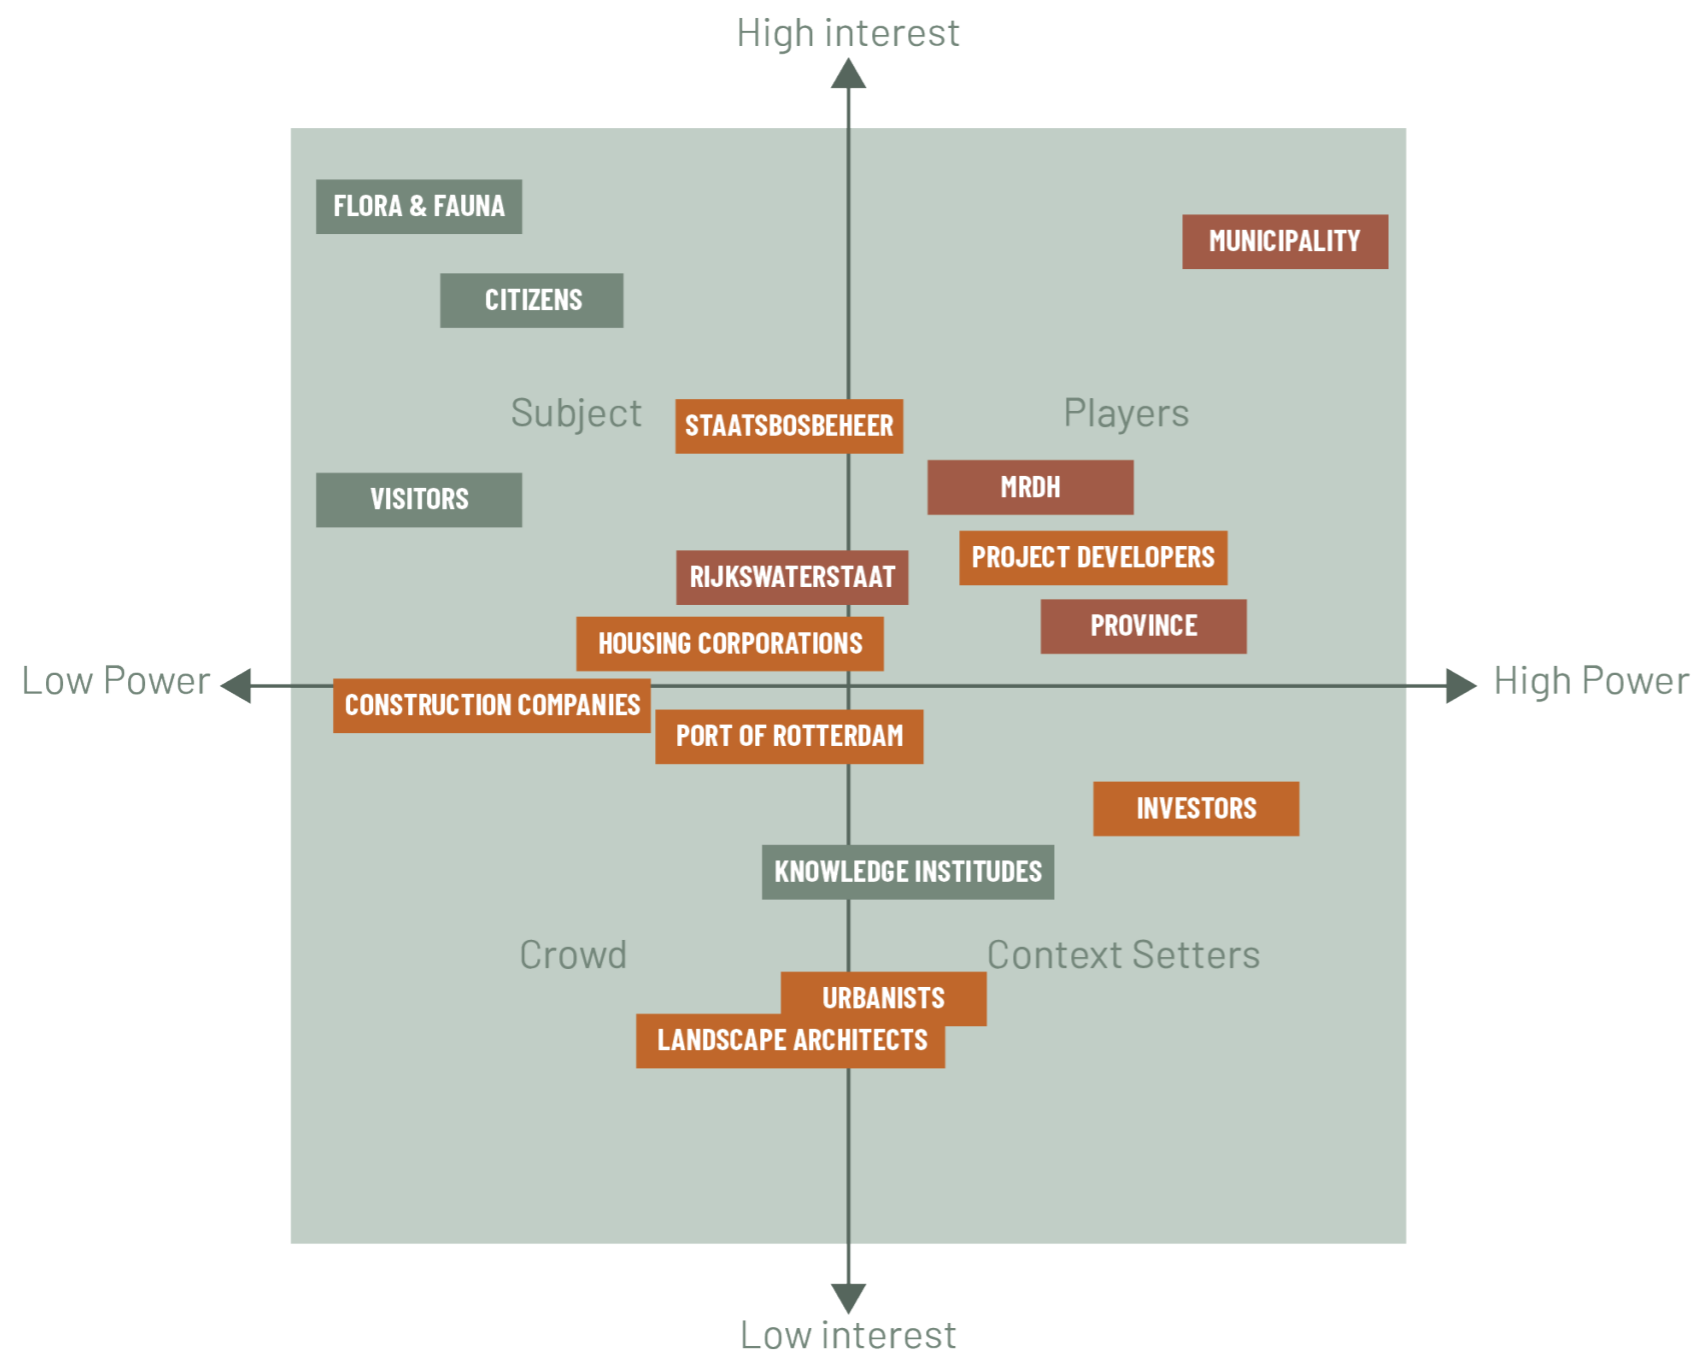 High interest
FLORA & FAUNA
MUNICIPALITY
CITIZENS
Subject
STAATSBOSBEHEER
Players
VISITORS
MRDH
PROJECT DEVELOPERS
RIJKSWATERSTAAT
PROVINCE
HOUSING CORPORATIONS
Low Power
High Power
CONSTRUCTION COMPANIES
PORT OF ROTTERDAM
INVESTORS
KNOWLEDGE INSTITUDES
Crowd
Context Setters
URBANISTS
LANDSCAPE ARCHITECTS
Low interest